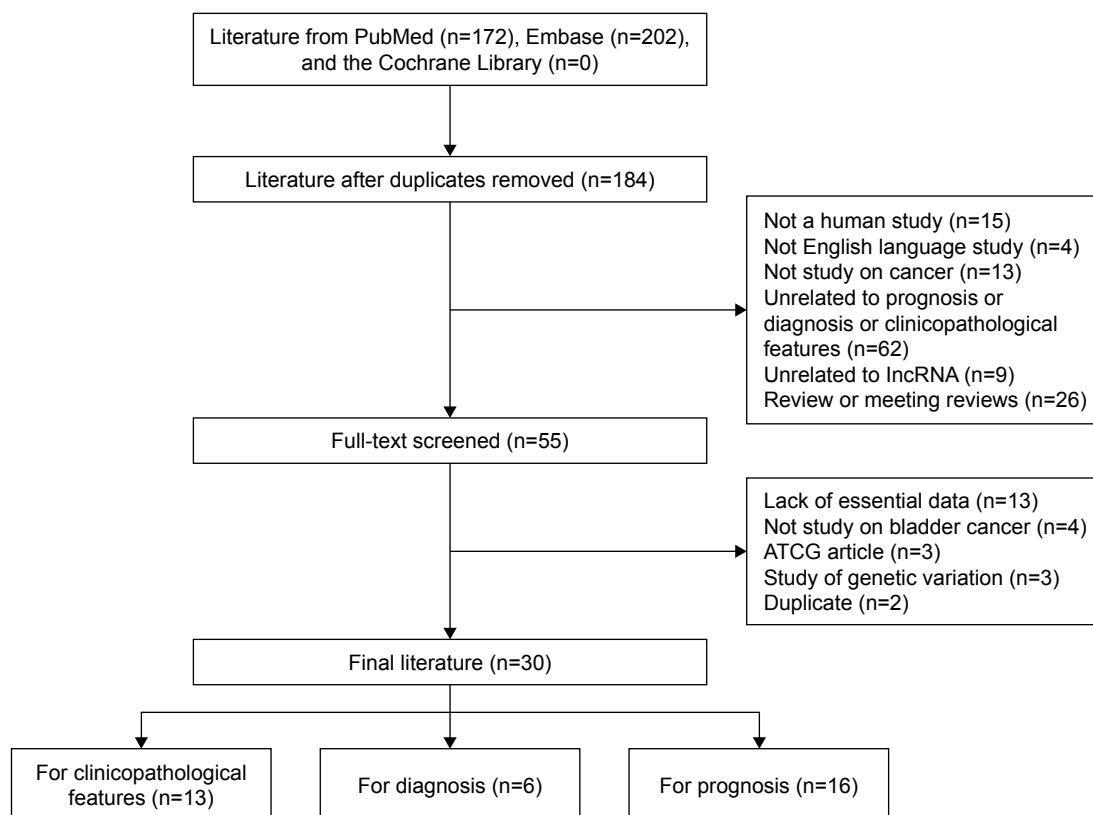 Literature from PubMed (n=172), Embase (n=202),
and the Cochrane Library (n=0)
Literature after duplicates removed (n=184)
Not a human study (n=15)
Not English language study (n=4)
Not study on cancer (n=13)
Unrelated to prognosis or
diagnosis or clinicopathological
features (n=62)
Unrelated to lncRNA (n=9)
Review or meeting reviews (n=26)
Full-text screened (n=55)
Lack of essential data (n=13)
Not study on bladder cancer (n=4)
ATCG article (n=3)
Study of genetic variation (n=3)
Duplicate (n=2)
Final literature (n=30)
For clinicopathological
features (n=13)
For diagnosis (n=6)
For prognosis (n=16)